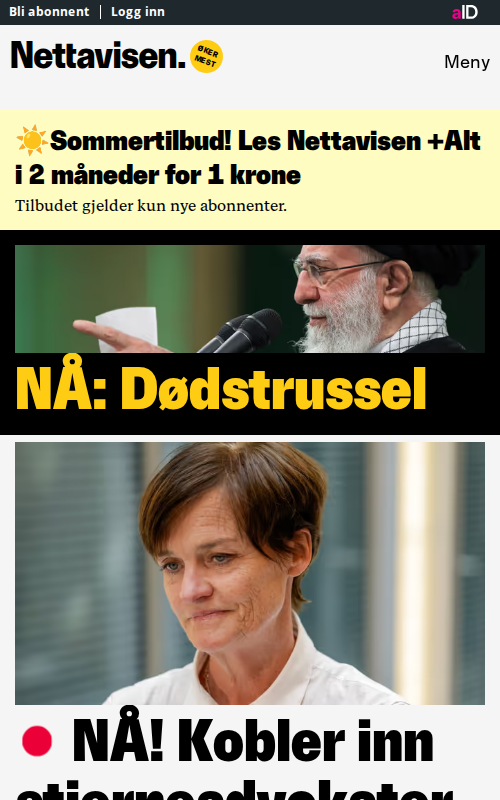 Bli abonnent
Logg inn
aID
Nettavisen.
ØKER
MEST
Meny
Sommertilbud! Les Nettavisen +Alt
i 2 måneder for 1 krone
Tilbudet gjelder kun nye abonnenter.
NÅ: Dødstrussel
NÅ! Kobler inn
stjerneadvokater